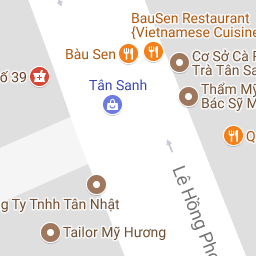 BauSen Restaurant
{Vietnamese Cuisine
Bàu Sen
Cơ Sở Cà P
Trà Tân Sa
ố 39
Tân Sanh
Thẩm Mỹ
Bác Sỹ M
Q
Lê Hồng Pho
g Ty Tnhh Tân Nhật
Tailor Mỹ Hương